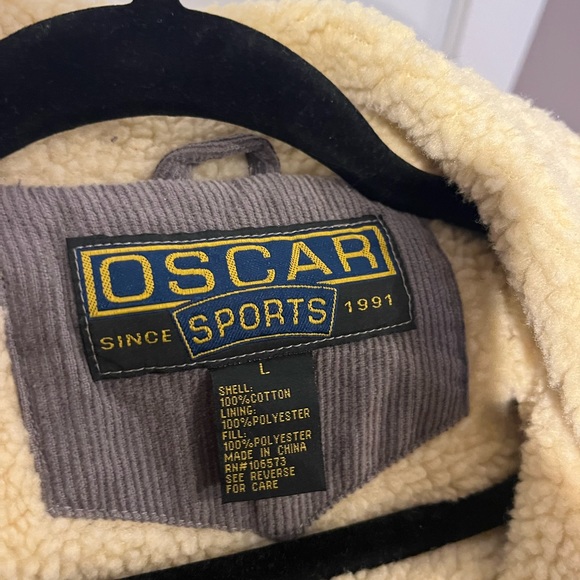 OSCAR
SINCE SPORTS 1991
L
SHELL:
100%COTTON
LINING:
100%POLYESTER
FILL:
100%POLYESTER
MADE IN CHINA
RN#106573
SEE REVERSE
FOR CARE